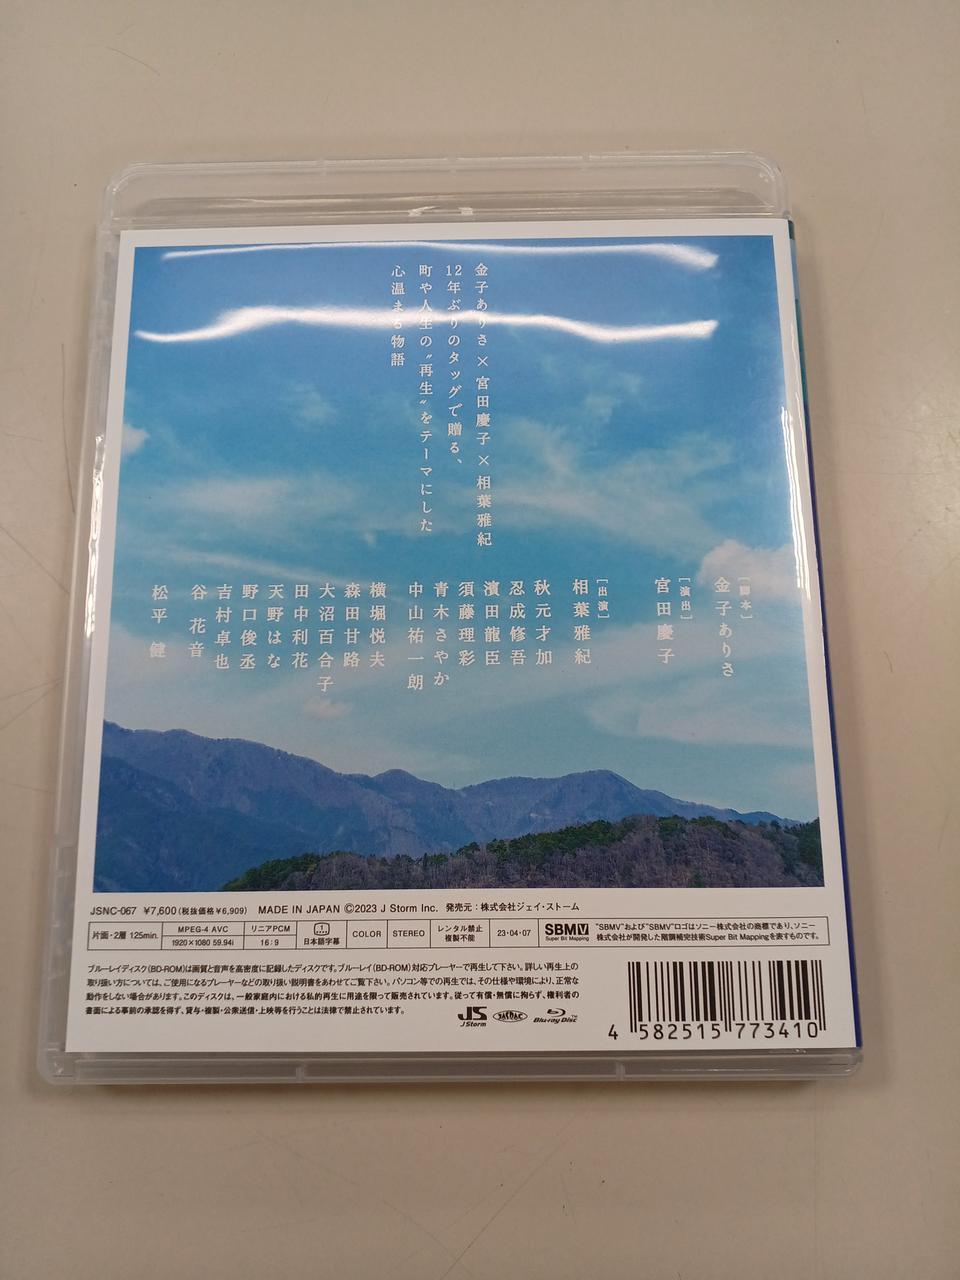 金子ありさ×宮田慶子×相葉雅紀
12年ぶりのタッグで贈る、
町や人生の〝再生〟をテーマにした
心温まる物語
［脚本］
金子ありさ
［演出］
宮田慶子
［出演］
相葉雅紀
秋元才加
忍成修吾
濱田龍臣
須藤理彩
青木さやか
中山祐一朗
横堀悦夫
森田甘路
大沼百合子
田中利花
天野はな
野口俊丞
吉村卓也
谷 花音
松平 健
JSNC-067 ¥7,600(税抜価格¥6,909) MADE IN JAPAN ©2023 J Storm Inc. 発売元：株式会社ジェイ・ストーム
片面・2層 125min.
MPEG-4 AVC
1920×1080 59.94i
リニアPCM
16:9
1
日本語字幕
COLOR
STEREO
レンタル禁止
複製不能
23・04・07
SBMV
Super Bit Mapping
"SBMV"および"SBMV"ロゴはソニー株式会社の商標であり、ソニー
株式会社が開発した階調補完技術Super Bit Mappingを表すものです。
ブルーレイディスク(BD-ROM)は画質と音声を高密度に記録したディスクです。ブルーレイ(BD-ROM)対応プレーヤーで再生して下さい。詳しい再生上の
取り扱い方については、ご使用になるプレーヤーなどの取り扱い説明書をあわせてご覧下さい。パソコン等での再生では、その仕様や環境により、正常な
動作をしない場合があります。このディスクは、一般家庭内における私的再生に用途を限って販売されています。従って有償・無償に拘らず、権利者の
書面による事前の承認を得ず、貸与・複製・公衆送信・上映等を行うことは法律で禁止されています。
JS
J Storm
JASRAC
Blu-ray Disc™
4 582515 773410